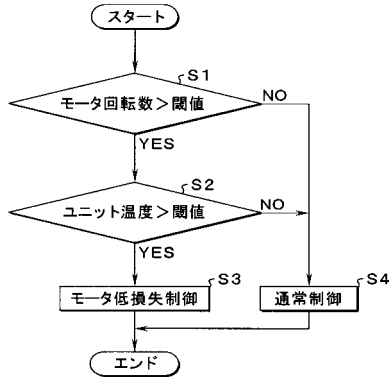 スタート
S1
モータ回転数>閾値
NO
YES
S2
ユニット温度>閾値
NO
YES
S3
モータ低損失制御
S4
通常制御
エンド